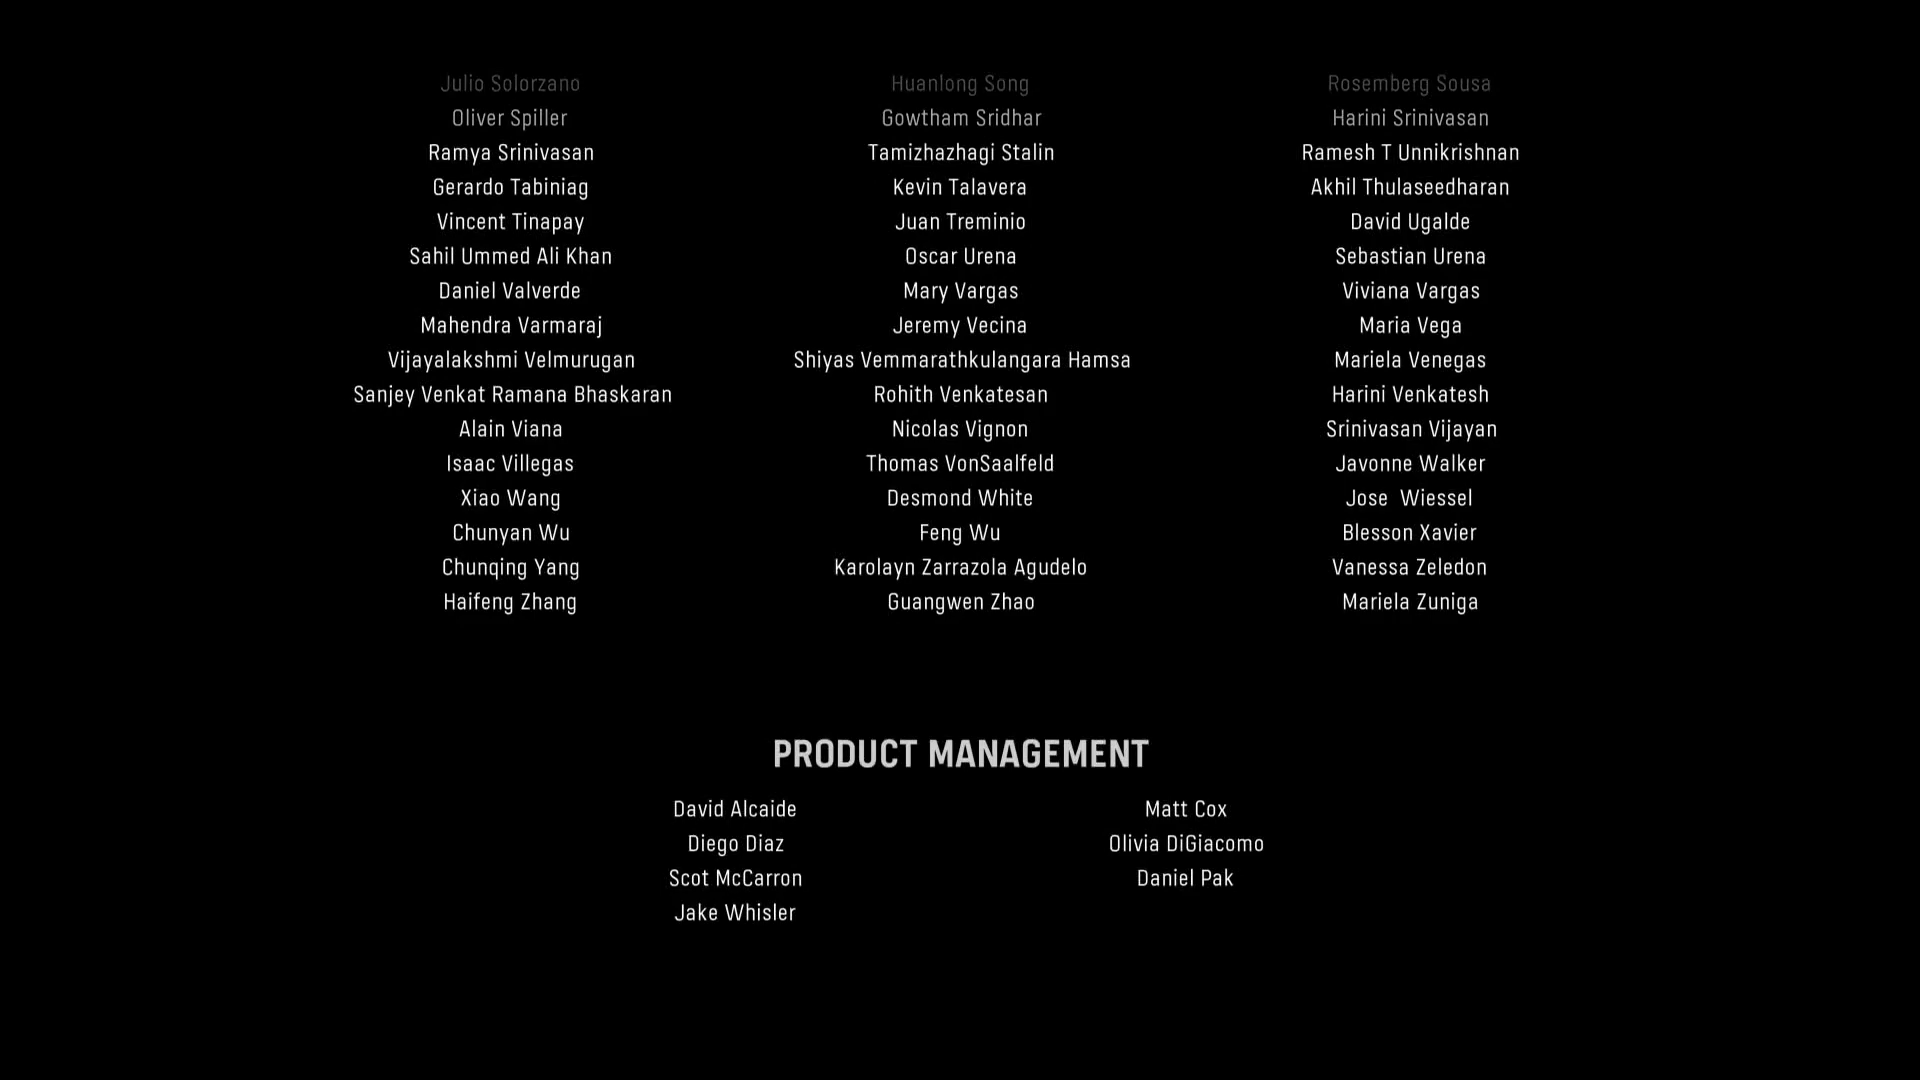 Julio Solorzano Huanlong Song Rosemberg Sousa
Oliver Spiller Gowtham Sridhar Harini Srinivasan
Ramya Srinivasan Tamizhazhagi Stalin Ramesh T Unnikrishnan
Gerardo Tabiniag Kevin Talavera Akhil Thulaseedharan
Vincent Tinapay Juan Treminio David Ugalde
Sahil Ummed Ali Khan Oscar Urena Sebastian Urena
Daniel Valverde Mary Vargas Viviana Vargas
Mahendra Varmaraj Jeremy Vecina Maria Vega
Vijayalakshmi Velmurugan Shiyas Vemmarathkulangara Hamsa Mariela Venegas
Sanjey Venkat Ramana Bhaskaran Rohith Venkatesan Harini Venkatesh
Alain Viana Nicolas Vignon Srinivasan Vijayan
Isaac Villegas Thomas VonSaalfeld Javonne Walker
Xiao Wang Desmond White Jose  Wiessel
Chunyan Wu Feng Wu Blesson Xavier
Chunqing Yang Karolayn Zarrazola Agudelo Vanessa Zeledon
Haifeng Zhang Guangwen Zhao Mariela Zuniga
PRODUCT MANAGEMENT
David Alcaide Matt Cox
Diego Diaz Olivia DiGiacomo
Scot McCarron Daniel Pak
Jake Whisler